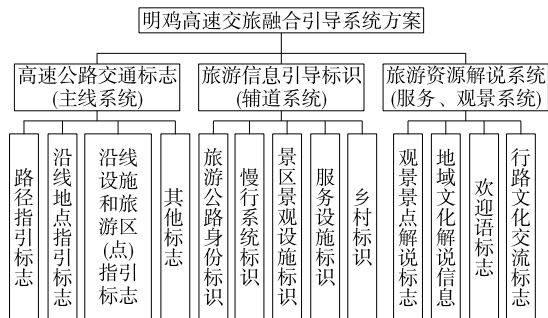 明鸡高速交旅融合引导系统方案
高速公路交通标志
(主线系统)
旅游信息引导标识
(辅道系统)
旅游资源解说系统
(服务、观景系统)
路径指引标志
沿线地点指引标志
沿线设施和旅游区(点)指引标志
其他标志
旅游公路身份标识
慢行系统标识
景区景观设施标识
服务设施标识
乡村标识
观景景点解说标志
地域文化解说信息
欢迎语标志
行路文化交流标志